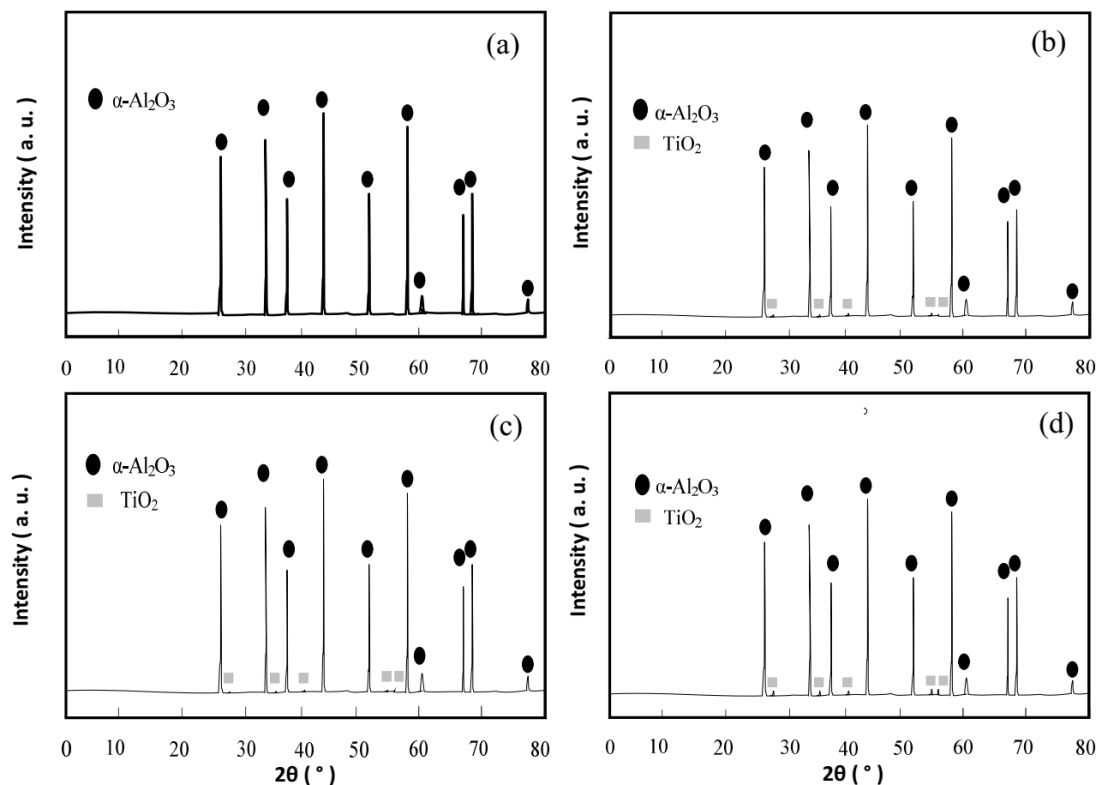 (a)
α-Al₂O₃
Intensity ( a. u. )
0 10 20 30 40 50 60 70 80
(b)
α-Al₂O₃
TiO₂
Intensity ( a. u. )
0 10 20 30 40 50 60 70 80
(c)
α-Al₂O₃
TiO₂
Intensity ( a. u. )
0 10 20 30 40 50 60 70 80
2θ ( ° )
(d)
α-Al₂O₃
TiO₂
Intensity ( a. u. )
0 10 20 30 40 50 60 70 80
2θ ( ° )